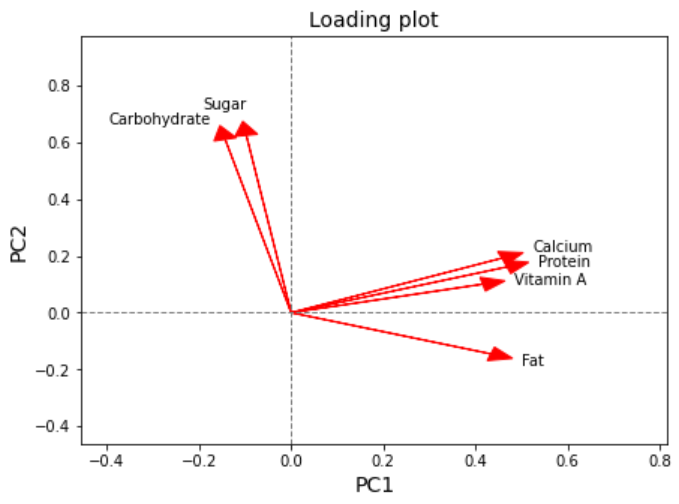 Loading plot
0.8
0.6
0.4
0.2
0.0
−0.2
−0.4
PC2
Sugar
Carbohydrate
Calcium
Protein
Vitamin A
Fat
−0.4 −0.2 0.0 0.2 0.4 0.6 0.8
PC1